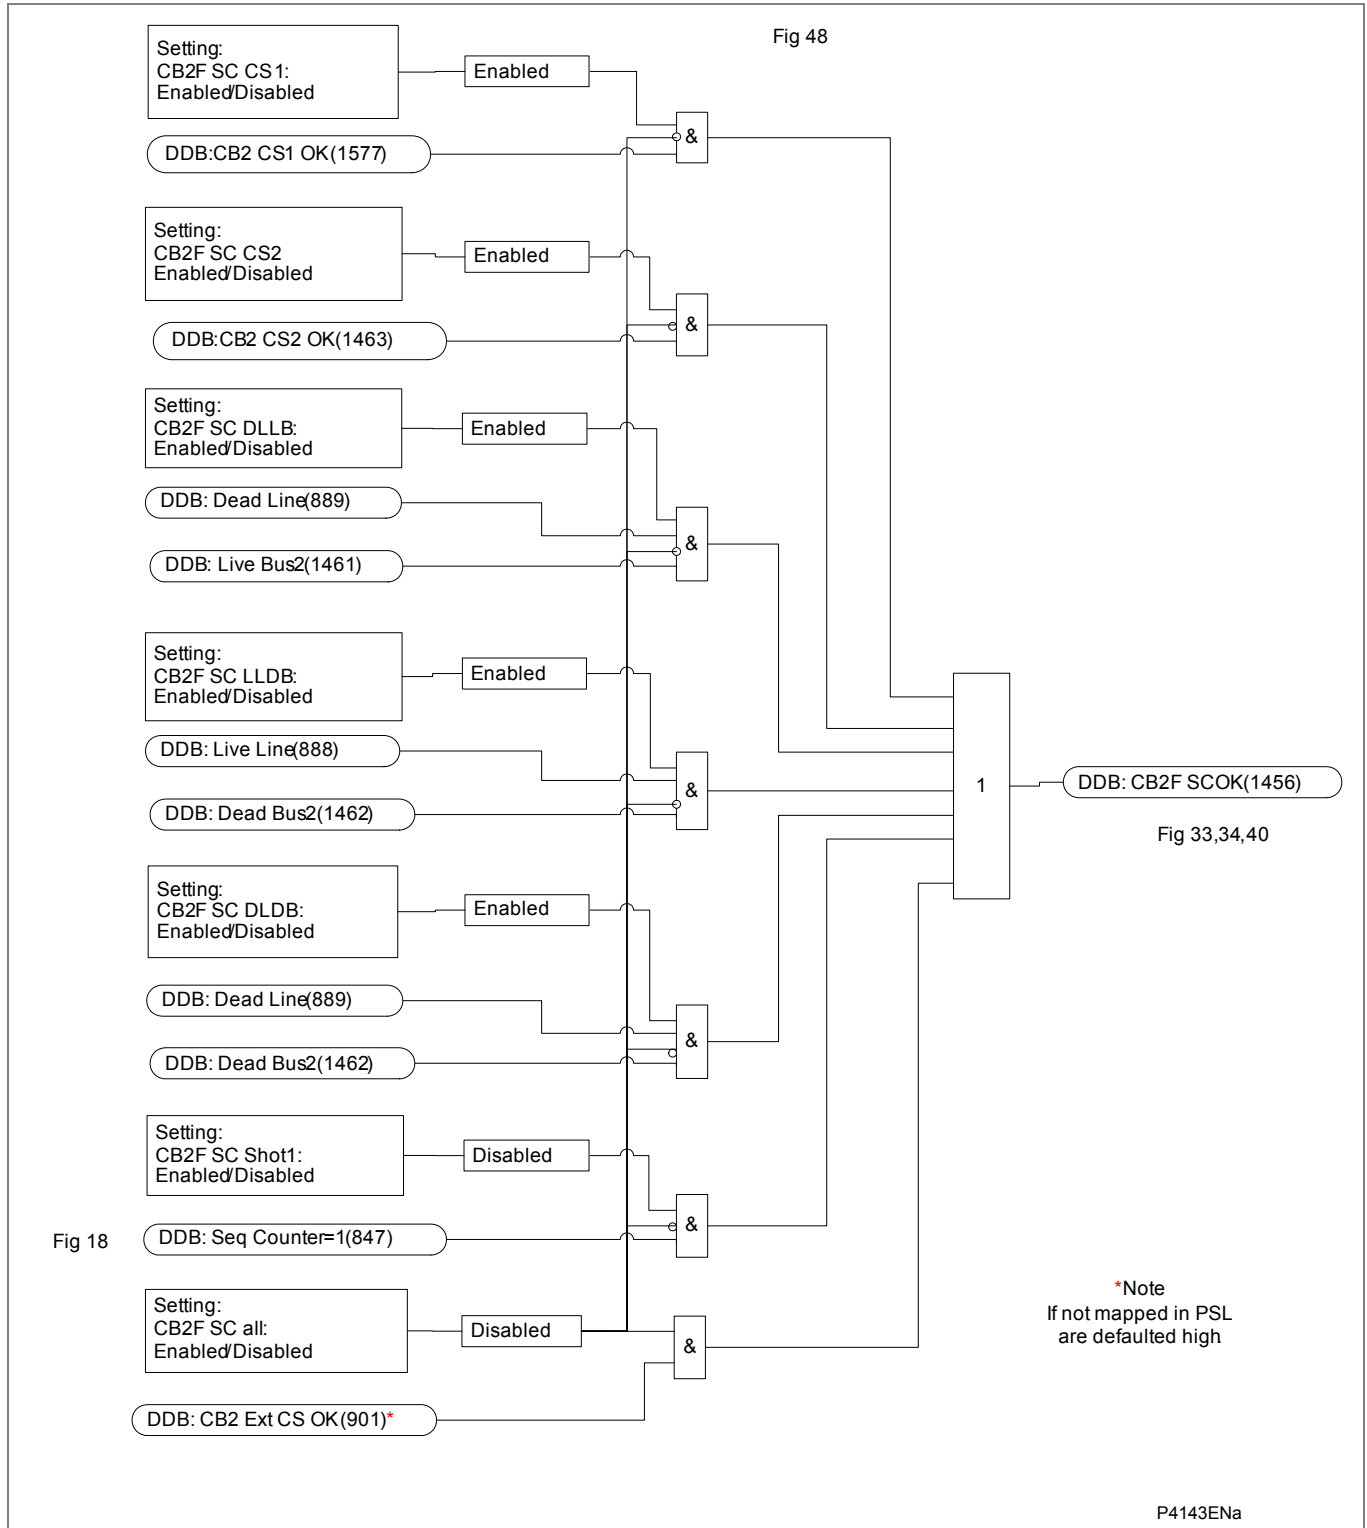 Fig 48
Setting:
CB2F SC CS1:
Enabled/Disabled
Enabled
&
DDB:CB2 CS1 OK(1577)
Setting:
CB2F SC CS2
Enabled/Disabled
Enabled
&
DDB:CB2 CS2 OK(1463)
Setting:
CB2F SC DLLB:
Enabled/Disabled
Enabled
DDB: Dead Line(889)
&
DDB: Live Bus2(1461)
Setting:
CB2F SC LLDB:
Enabled/Disabled
Enabled
DDB: Live Line(888)
&
DDB: Dead Bus2(1462)
1
DDB: CB2F SCOK(1456)
Fig 33,34,40
Setting:
CB2F SC DLDB:
Enabled/Disabled
Enabled
DDB: Dead Line(889)
&
DDB: Dead Bus2(1462)
Setting:
CB2F SC Shot1:
Enabled/Disabled
Disabled
&
Fig 18
DDB: Seq Counter=1(847)
Setting:
CB2F SC all:
Enabled/Disabled
Disabled
&
DDB: CB2 Ext CS OK(901)*
*Note
If not mapped in PSL
are defaulted high.
P4143ENa